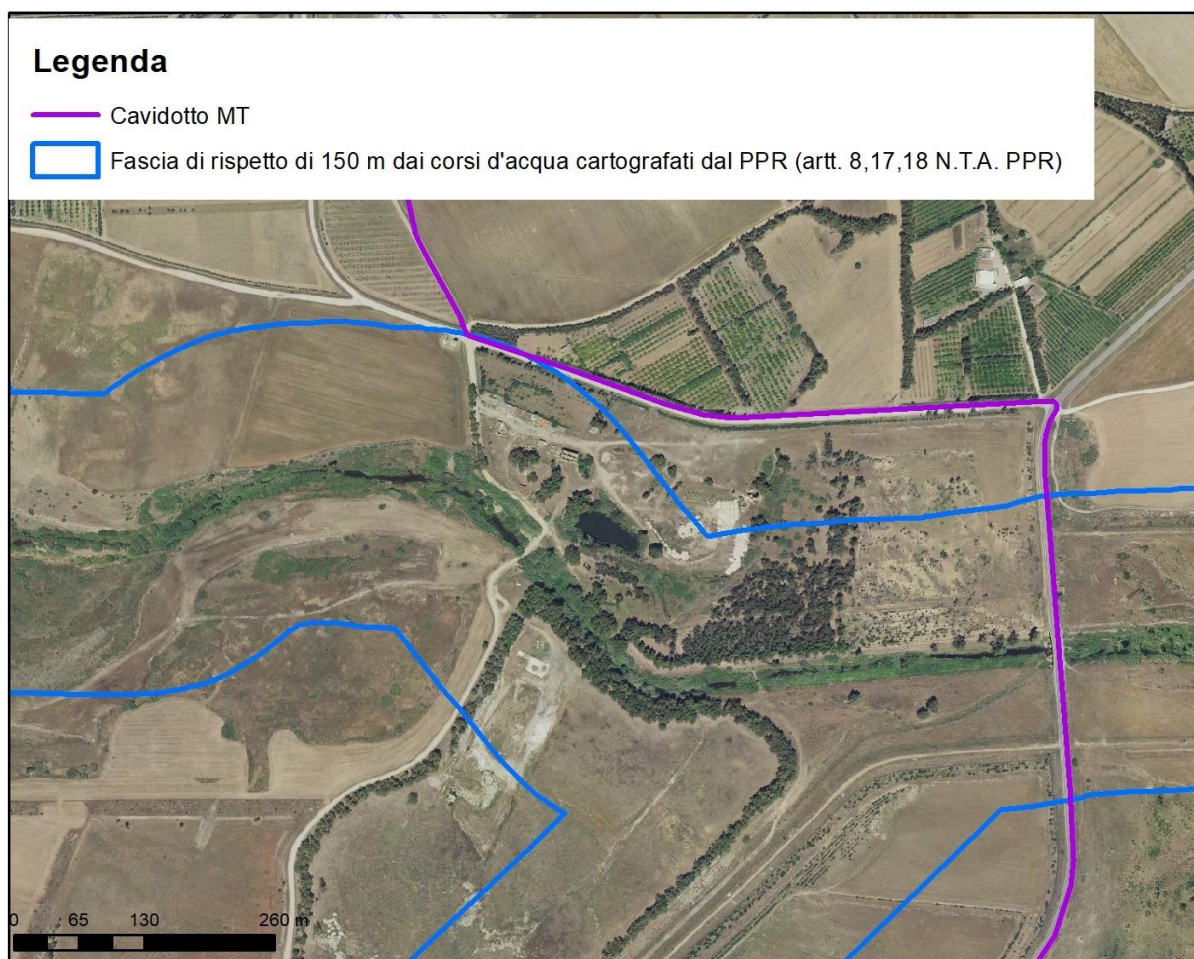 Legenda
Cavidotto MT
Fascia di rispetto di 150 m dai corsi d'acqua cartografati dal PPR (artt. 8,17,18 N.T.A. PPR)
0 65 130 260 m